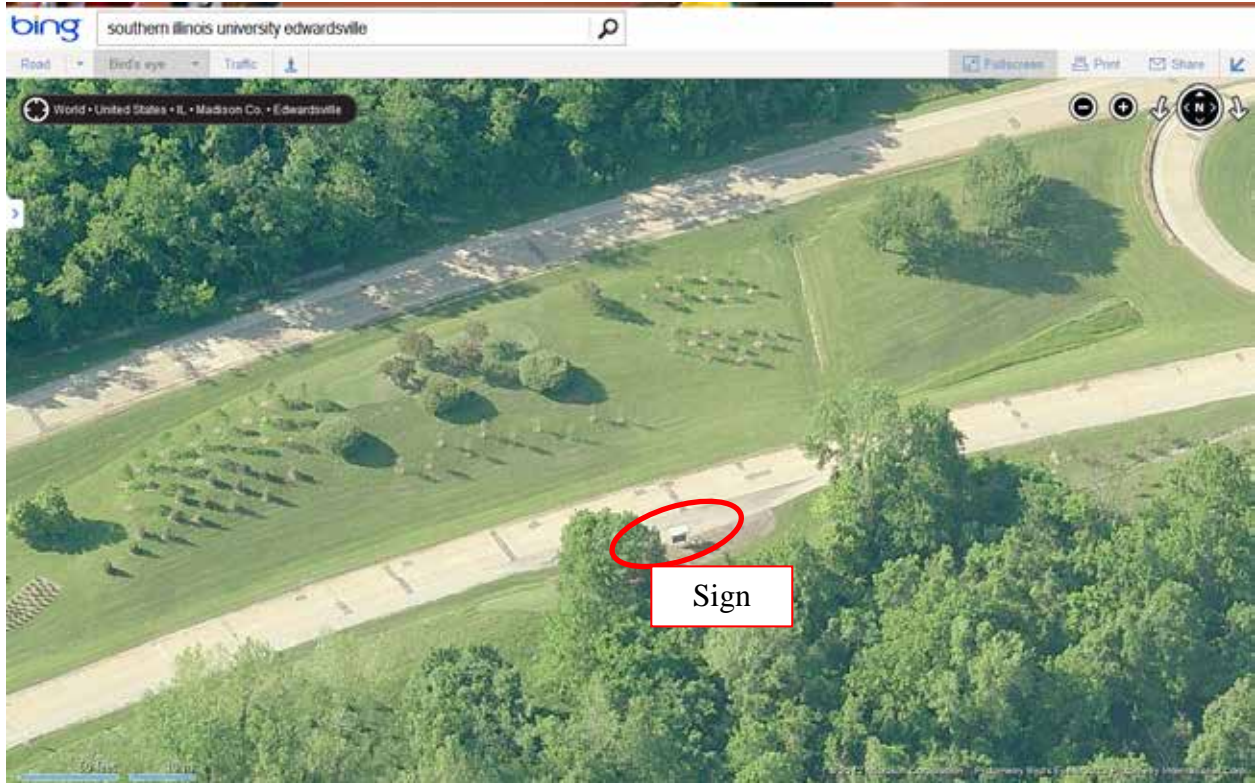 bing southern illinois university edwardsville
Road Bird's eye Traffic Fullscreen Print Share
World • United States • IL • Madison Co. • Edwardsville
N
Sign